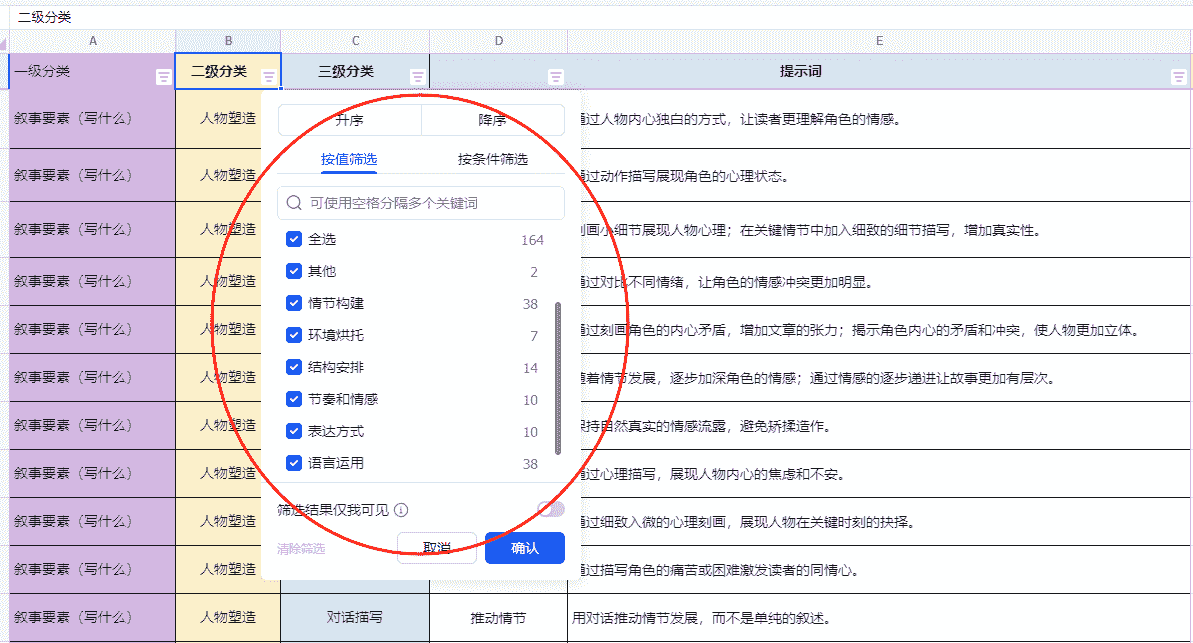 二级分类
A B C D E
一级分类 二级分类 三级分类 提示词
叙事要素（写什么） 人物塑造 通过人物内心独白的方式，让读者更理解角色的情感。
升序 降序
按值筛选 按条件筛选
叙事要素（写什么） 人物塑造 通过动作描写展现角色的心理状态。
可使用空格分隔多个关键词
叙事要素（写什么） 人物塑造 刻画小细节展现人物心理；在关键情节中加入细致的细节描写，增加真实性。
全选 164
其他 2
叙事要素（写什么） 人物塑造 通过对比不同情绪，让角色的情感冲突更加明显。
情节构建 38
叙事要素（写什么） 人物塑造 通过刻画角色的内心矛盾，增加文章的张力；揭示角色内心的矛盾和冲突，使人物更加立体。
环境烘托 7
结构安排 14
叙事要素（写什么） 人物塑造 随着情节发展，逐步加深角色的情感；通过情感的逐步递进让故事更加有层次。
节奏和情感 10
叙事要素（写什么） 人物塑造 保持自然真实的情感流露，避免矫揉造作。
表达方式 10
语言运用 38
叙事要素（写什么） 人物塑造 通过心理描写，展现人物内心的焦虑和不安。
筛选结果仅我可见
叙事要素（写什么） 人物塑造 通过细致入微的心理刻画，展现人物在关键时刻的抉择。
清除筛选 取消 确认
叙事要素（写什么） 人物塑造 通过描写角色的痛苦或困难激发读者的同情心。
叙事要素（写什么） 人物塑造 对话描写 推动情节 用对话推动情节发展，而不是单纯的叙述。